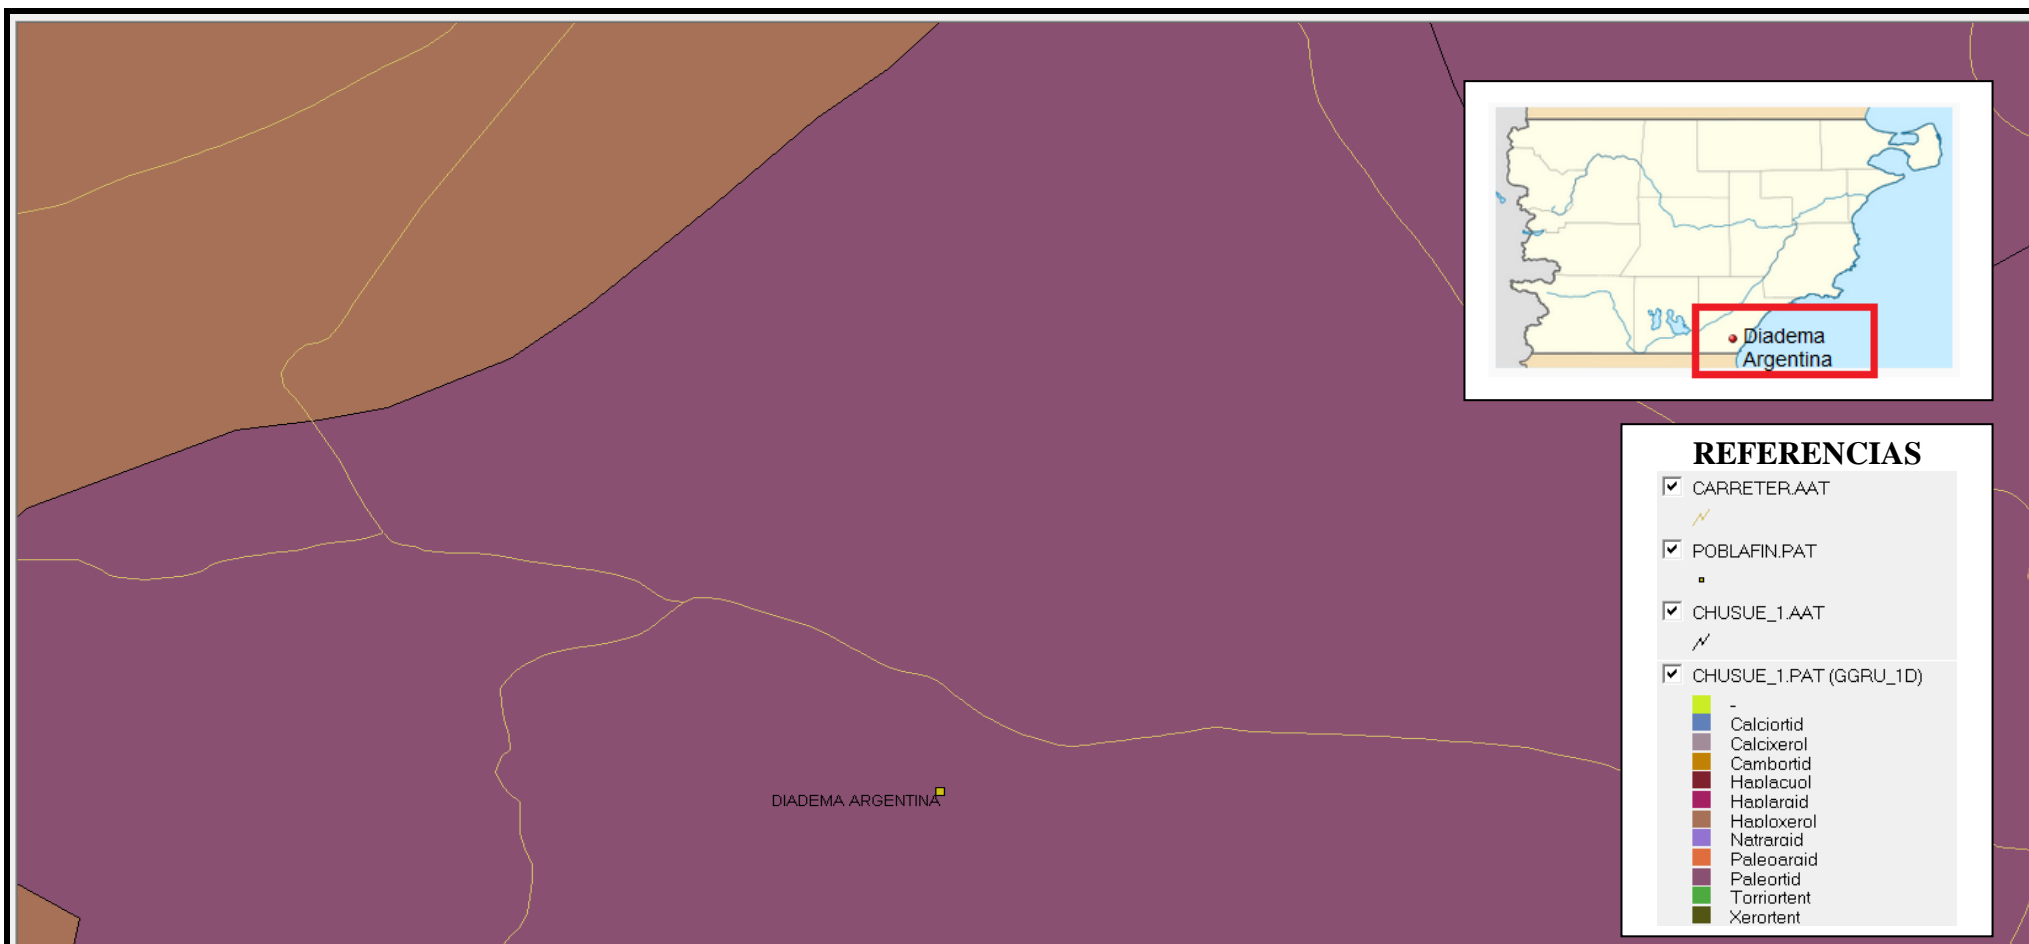 Diadema
Argentina
REFERENCIAS
CARRETER.AAT
POBLAFIN.PAT
CHUSUE_1.AAT
CHUSUE_1.PAT (GGRU_1D)
-
Calciortid
Calcixerol
Cambortid
Haplacuol
Haplargid
Haploxerol
Natrargid
Paleoargid
Paleortid
Torriortent
Xerortent
DIADEMA ARGENTINA